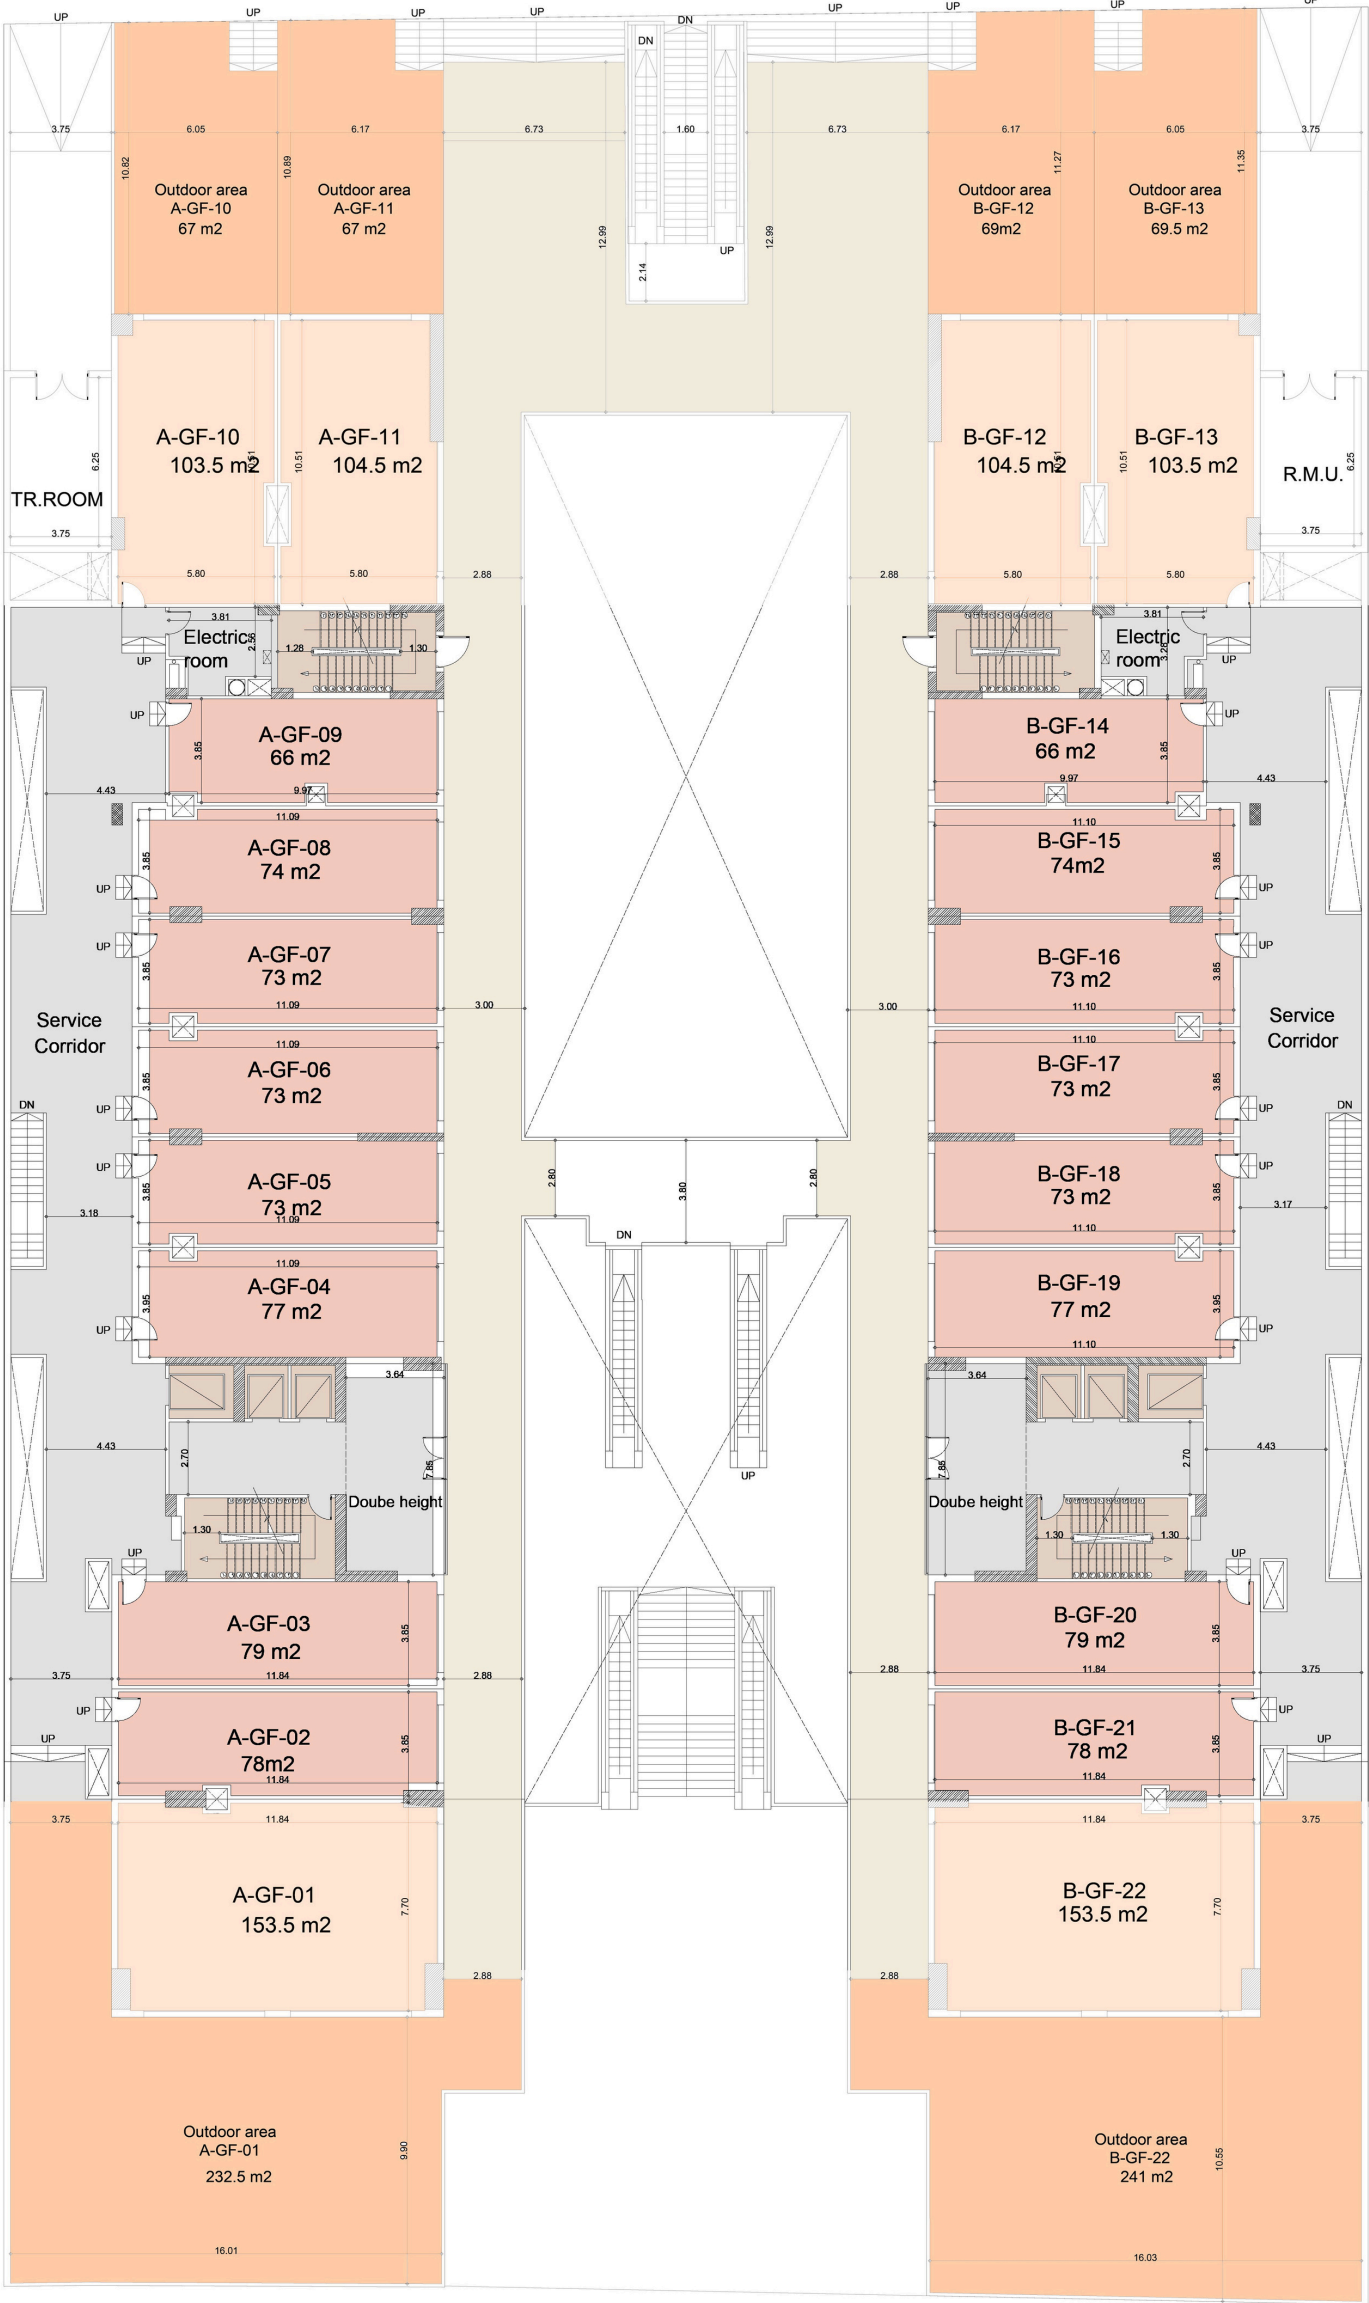 UP
UP
UP
UP
DN
UP
UP
UP
UP
DN
3.75
6.05
6.17
6.73
1.60
6.73
6.17
6.05
3.75
10.82
10.89
11.27
11.35
Outdoor area
A-GF-10
67 m2
Outdoor area
A-GF-11
67 m2
Outdoor area
B-GF-12
69m2
Outdoor area
B-GF-13
69.5 m2
12.99
12.99
UP
2.14
A-GF-10
103.5 m2
A-GF-11
104.5 m2
B-GF-12
104.5 m2
B-GF-13
103.5 m2
10.51
10.51
10.51
10.51
6.25
6.25
TR.ROOM
R.M.U.
3.75
3.75
5.80
5.80
2.88
2.88
5.80
5.80
3.81
Electric
room
2.56
1.28
1.30
UP
3.81
Electric
room
3.28
UP
UP
A-GF-09
66 m2
3.85
9.97
4.43
B-GF-14
66 m2
3.85
9.97
UP
4.43
11.09
A-GF-08
74 m2
3.85
UP
11.10
B-GF-15
74m2
3.85
UP
UP
A-GF-07
73 m2
3.85
11.09
3.00
3.00
B-GF-16
73 m2
3.85
11.10
UP
Service
Corridor
Service
Corridor
11.09
A-GF-06
73 m2
3.85
UP
DN
11.10
B-GF-17
73 m2
3.85
UP
DN
UP
A-GF-05
73 m2
3.85
11.09
3.18
2.80
3.80
2.80
B-GF-18
73 m2
3.85
11.10
UP
3.17
DN
11.09
A-GF-04
77 m2
3.95
UP
B-GF-19
77 m2
3.95
11.10
UP
3.64
3.64
4.43
2.70
7.85
UP
7.85
2.70
4.43
Doube height
Doube height
1.30
1.30
1.30
UP
UP
A-GF-03
79 m2
3.85
3.75
11.84
2.88
2.88
B-GF-20
79 m2
3.85
11.84
3.75
UP
A-GF-02
78m2
3.85
11.84
UP
B-GF-21
78 m2
3.85
11.84
UP
UP
3.75
11.84
11.84
3.75
A-GF-01
153.5 m2
7.70
B-GF-22
153.5 m2
7.70
2.88
2.88
Outdoor area
A-GF-01
232.5 m2
9.90
Outdoor area
B-GF-22
241 m2
10.55
16.01
16.03